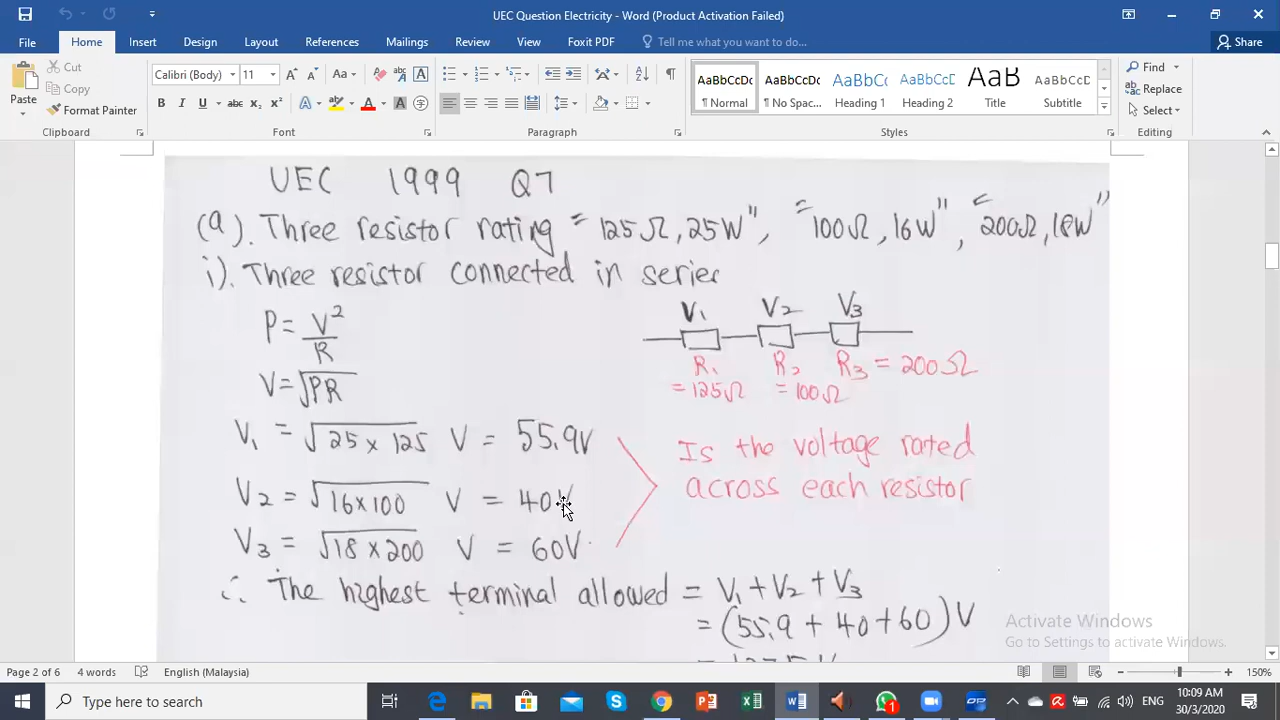 UEC Question Electricity - Word (Product Activation Failed)
File Home Insert Design Layout References Mailings Review View Foxit PDF Tell me what you want to do... Share
Cut
Copy
Paste
Format Painter
Clipboard
Calibri (Body) 11
Font
Paragraph
AaBbCcDc AaBbCcDc AaBbCc AaBbCcC AaB AaBbCcC
¶ Normal ¶ No Spac... Heading 1 Heading 2 Title Subtitle
Styles
Find
Replace
Select
Editing
UEC 1999 Q7
(a). Three resistor rating "125Ω, 25W", "100Ω, 16W", "200Ω, 18W"
i). Three resistor connected in series
P = V²/R
V = √PR
V₁ V₂ V₃
R₁ = 125Ω R₂ = 100Ω R₃ = 200Ω
V₁ = √25 × 125 V = 55.9V
V₂ = √16×100 V = 40V
V₃ = √18 × 200 V = 60V
Is the voltage rated
across each resistor
∴ The highest terminal allowed = V₁ + V₂ + V₃
= (55.9 + 40 + 60) V
Activate Windows
Go to Settings to activate Windows.
Page 2 of 6 4 words English (Malaysia) 150%
Type here to search
ENG
10:09 AM
30/3/2020